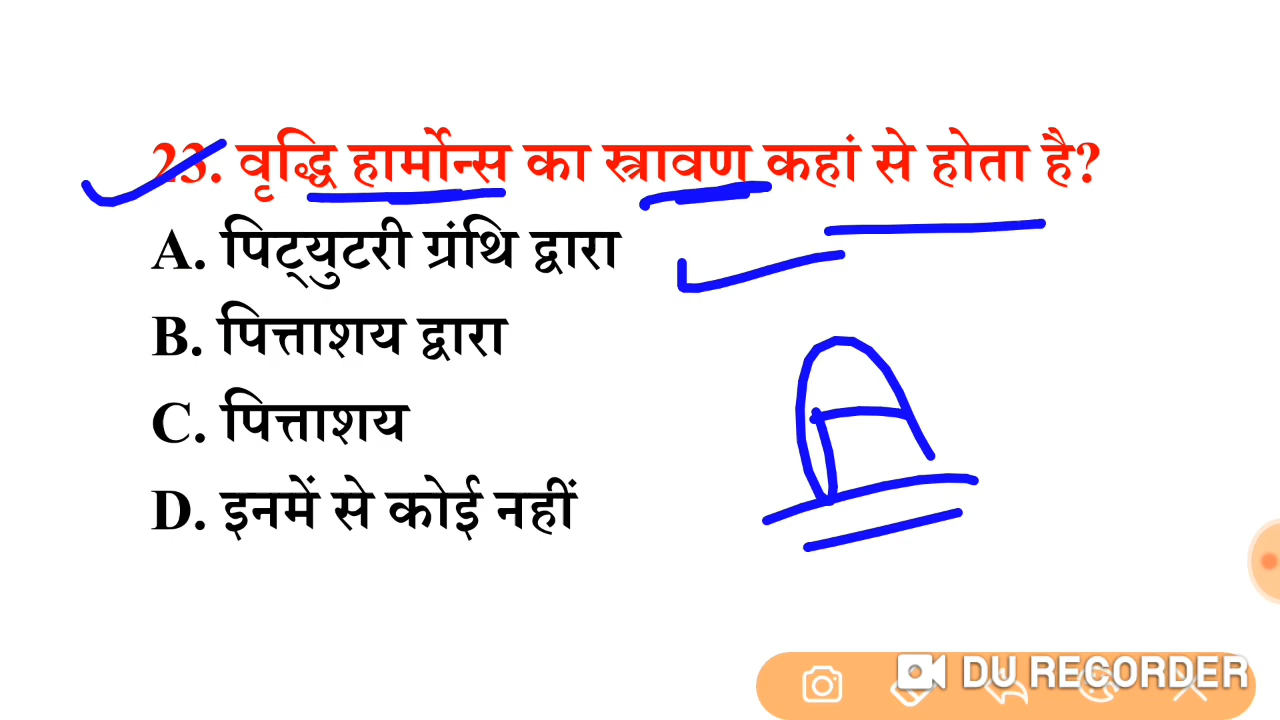 23. वृद्धि हार्मोन्स का स्त्रावण कहां से होता है?
A. पिट्युटरी ग्रंथि द्वारा
B. पित्ताशय द्वारा
C. पित्ताशय
A
D. इनमें से कोई नहीं
DU RECORDER